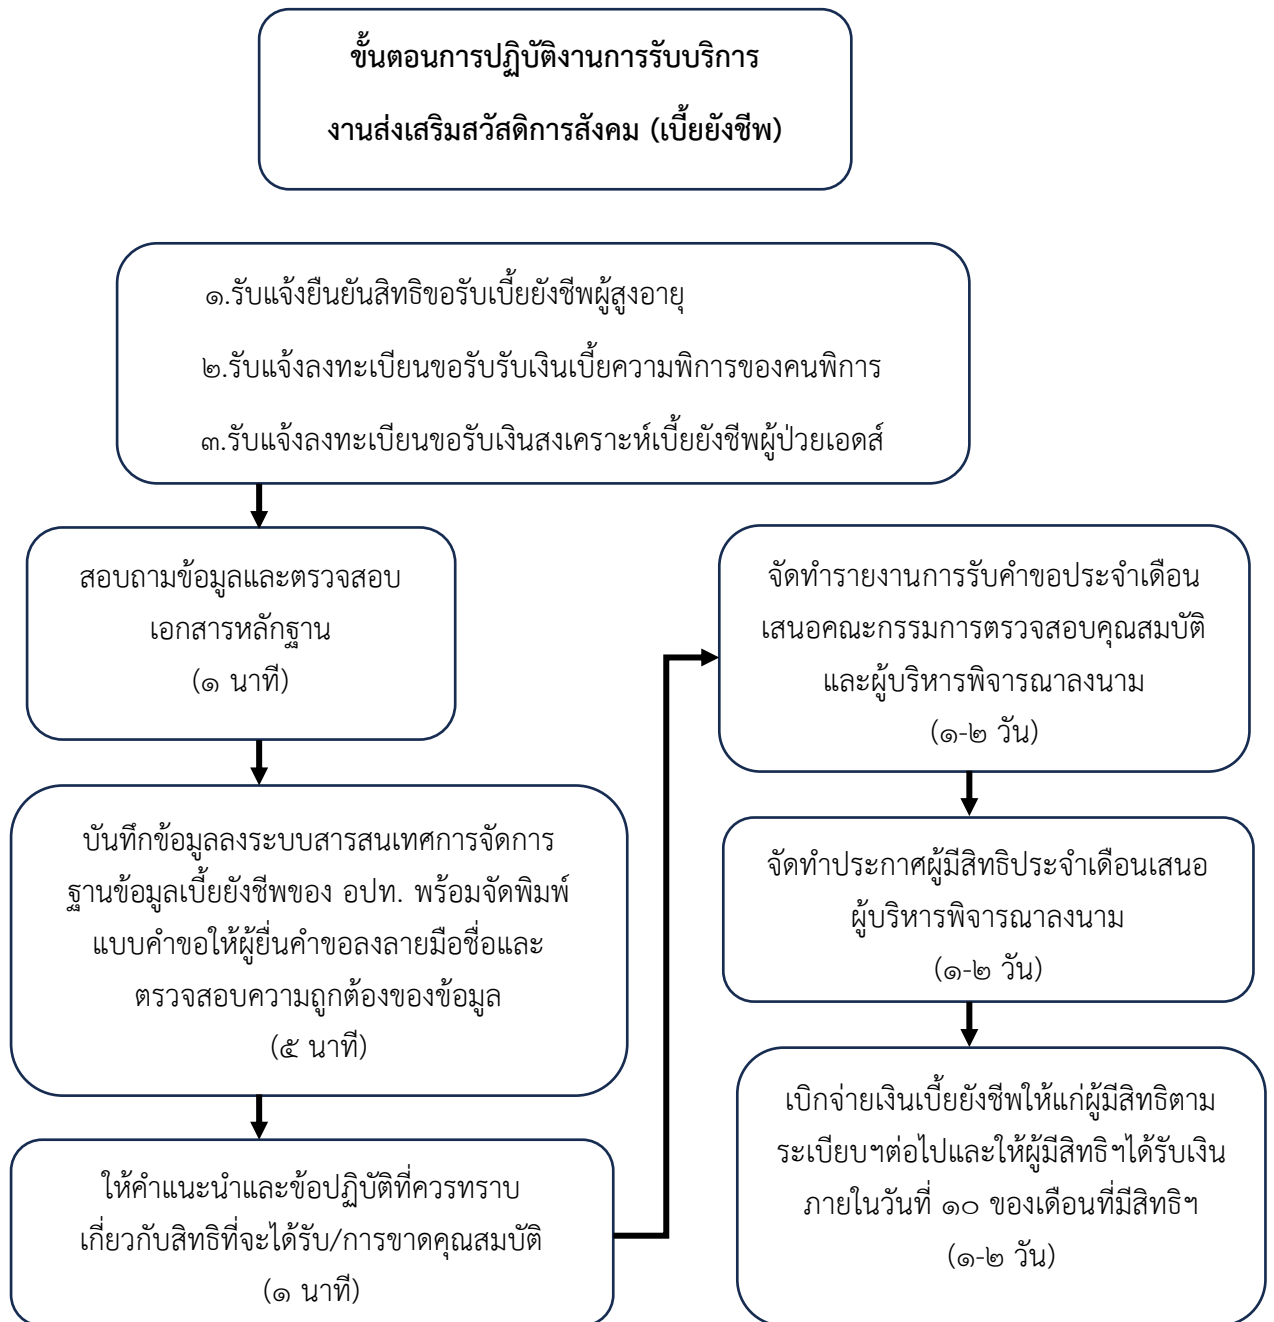 ขั้นตอนการปฏิบัติงานการรับบริการ
งานส่งเสริมสวัสดิการสังคม (เบี้ยยังชีพ)
๑.รับแจ้งยืนยันสิทธิขอรับเบี้ยยังชีพผู้สูงอายุ
๒.รับแจ้งลงทะเบียนขอรับรับเงินเบี้ยความพิการของคนพิการ
๓.รับแจ้งลงทะเบียนขอรับเงินสงเคราะห์เบี้ยยังชีพผู้ป่วยเอดส์
สอบถามข้อมูลและตรวจสอบ
เอกสารหลักฐาน
(๑ นาที)
บันทึกข้อมูลลงระบบสารสนเทศการจัดการ
ฐานข้อมูลเบี้ยยังชีพของ อปท. พร้อมจัดพิมพ์
แบบคำขอให้ผู้ยื่นคำขอลงลายมือชื่อและ
ตรวจสอบความถูกต้องของข้อมูล
(๕ นาที)
ให้คำแนะนำและข้อปฏิบัติที่ควรทราบ
เกี่ยวกับสิทธิที่จะได้รับ/การขาดคุณสมบัติ
(๑ นาที)
จัดทำรายงานการรับคำขอประจำเดือน
เสนอคณะกรรมการตรวจสอบคุณสมบัติ
และผู้บริหารพิจารณาลงนาม
(๑-๒ วัน)
จัดทำประกาศผู้มีสิทธิประจำเดือนเสนอ
ผู้บริหารพิจารณาลงนาม
(๑-๒ วัน)
เบิกจ่ายเงินเบี้ยยังชีพให้แก่ผู้มีสิทธิตาม
ระเบียบฯต่อไปและให้ผู้มีสิทธิฯได้รับเงิน
ภายในวันที่ ๑๐ ของเดือนที่มีสิทธิฯ
(๑-๒ วัน)